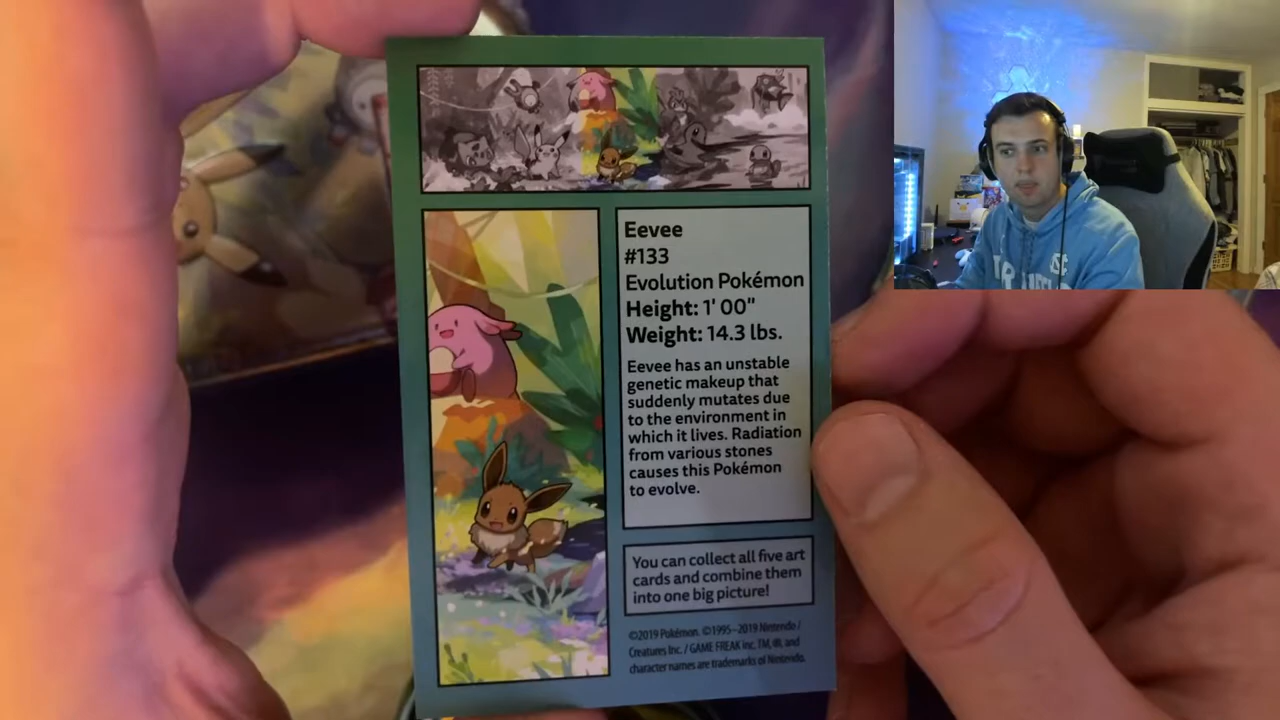 Eevee
#133
Evolution Pokémon
Height: 1' 00"
Weight: 14.3 lbs.
Eevee has an unstable
genetic makeup that
suddenly mutates due
to the environment in
which it lives. Radiation
from various stones
causes this Pokémon
to evolve.
You can collect all five art
cards and combine them
into one big picture!
©2019 Pokémon. ©1995–2019 Nintendo /
Creatures Inc. / GAME FREAK inc. TM, ®, and
character names are trademarks of Nintendo.